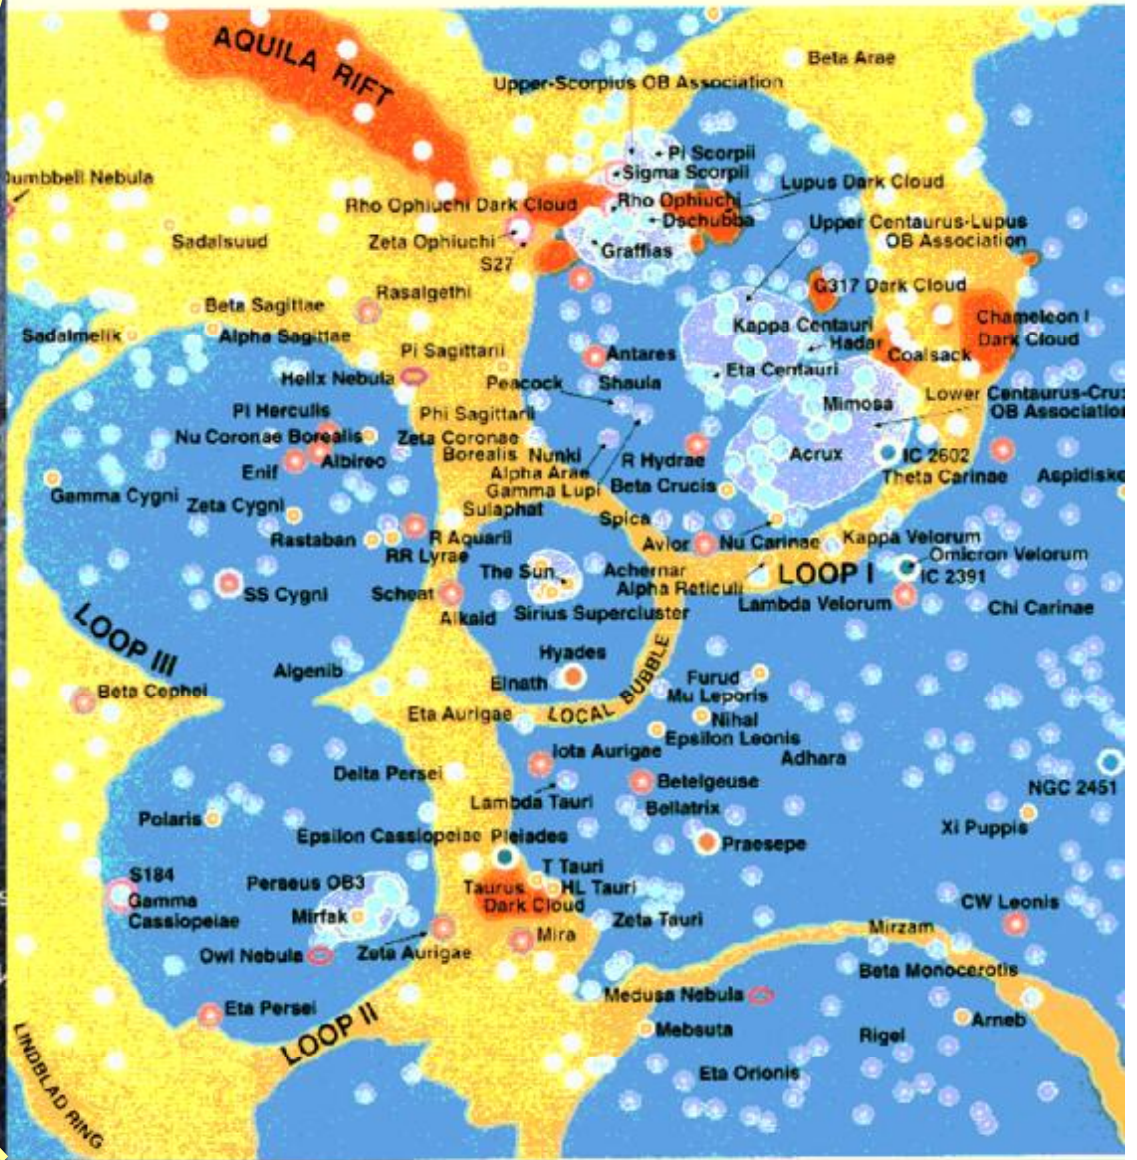 AQUILA RIFT
Beta Arae
Upper-Scorpius OB Association
Pi Scorpii
Sigma Scorpii
Dumbbell Nebula
Lupus Dark Cloud
Rho Ophiuchi Dark Cloud
Rho Ophiuchi
Dschubba
Upper Centaurus-Lupus
OB Association
Sadalsuud
Zeta Ophiuchi
Graffias
S27
G317 Dark Cloud
Rasalgethi
Beta Sagittae
Chameleon I
Dark Cloud
Sadalmelik
Alpha Sagittae
Kappa Centauri
Hadar
Pi Sagittarii
Antares
Coalsack
Helix Nebula
Peacock
Shaula
Eta Centauri
Lower Centaurus-Crux
OB Association
Pi Herculis
Phi Sagittarii
Mimosa
Nu Coronae Borealis
Zeta Coronae
Borealis
Nunki
Albireo
Enif
R Hydrae
Acrux
IC 2602
Alpha Arae
Theta Carinae
Aspidiske
Gamma Cygni
Gamma Lupi
Beta Crucis
Zeta Cygni
Sulaphat
Spica
Rastaban
R Aquarii
RR Lyrae
Avior
Nu Carinae
Kappa Velorum
Omicron Velorum
The Sun
Achernar
LOOP I
IC 2391
SS Cygni
Scheat
Alpha Reticuli
Lambda Velorum
Chi Carinae
Alkaid
Sirius Supercluster
LOOP III
Hyades
Algenib
Elnath
LOCAL BUBBLE
Furud
Beta Cephei
Mu Leporis
Eta Aurigae
Nihal
Epsilon Leonis
Iota Aurigae
Adhara
Delta Persei
Betelgeuse
NGC 2451
Lambda Tauri
Bellatrix
Polaris
Xi Puppis
Epsilon Cassiopeiae
Pleiades
Praesepe
S184
T Tauri
Perseus OB3
Taurus
Dark Cloud
HL Tauri
Gamma
Cassiopeiae
Mirfak
Zeta Tauri
CW Leonis
Mirzam
Mira
Owl Nebula
Zeta Aurigae
Beta Monocerotis
Medusa Nebula
Eta Persei
Arneb
LOOP II
Mebsuta
Rigel
LINDBLAD RING
Eta Orionis